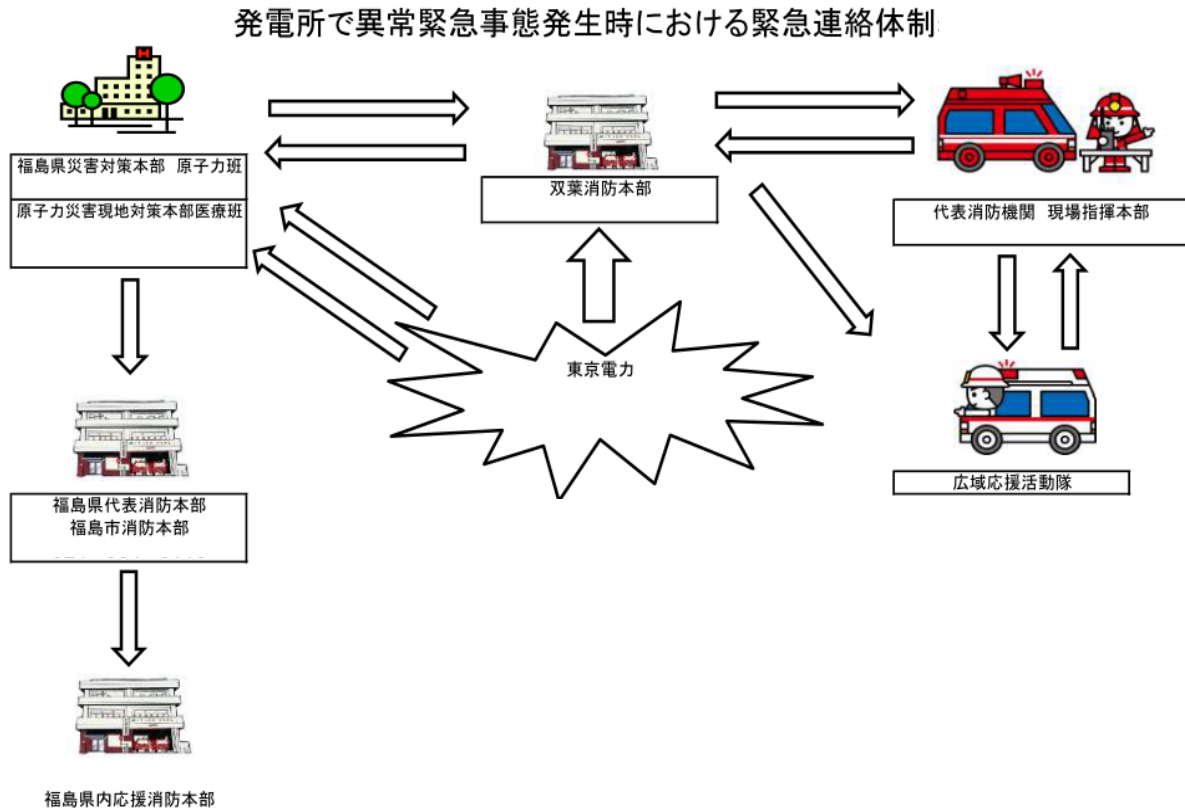 発電所で異常緊急事態発生時における緊急連絡体制
福島県災害対策本部 原子力班
原子力災害現地対策本部医療班
双葉消防本部
代表消防機関 現場指揮本部
東京電力
広域応援活動隊
福島県代表消防本部
福島市消防本部
福島県内応援消防本部